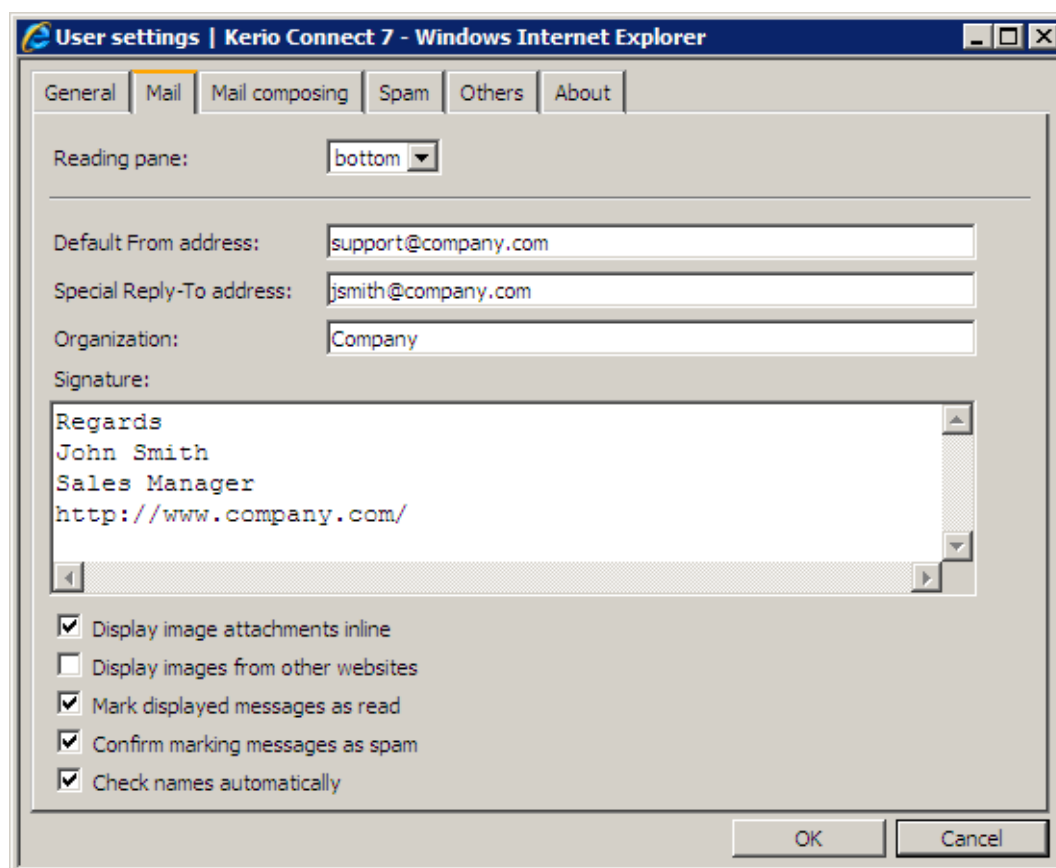 User settings | Kerio Connect 7 - Windows Internet Explorer
General Mail Mail composing Spam Others About
Reading pane: bottom
Default From address: support@company.com
Special Reply-To address: jsmith@company.com
Organization: Company
Signature:
Regards
John Smith
Sales Manager
http://www.company.com/
Display image attachments inline
Display images from other websites
Mark displayed messages as read
Confirm marking messages as spam
Check names automatically
OK Cancel